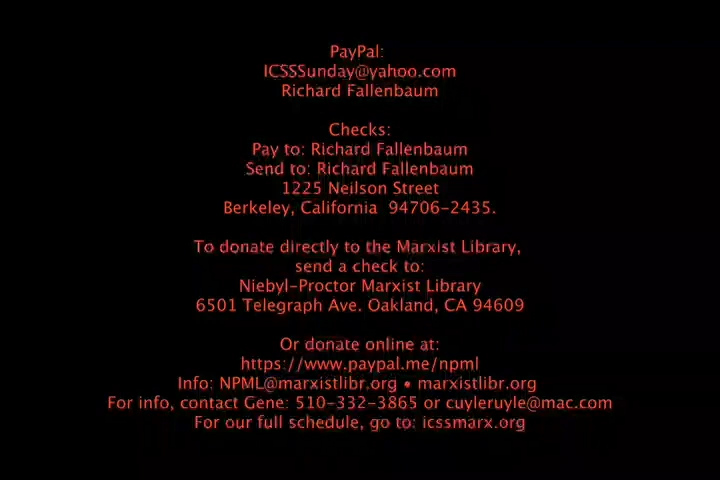 PayPal:
ICSSSunday@yahoo.com
Richard Fallenbaum
Checks:
Pay to: Richard Fallenbaum
Send to: Richard Fallenbaum
1225 Neilson Street
Berkeley, California  94706-2435.
To donate directly to the Marxist Library,
send a check to:
Niebyl-Proctor Marxist Library
6501 Telegraph Ave. Oakland, CA 94609
Or donate online at:
https://www.paypal.me/npml
Info: NPML@marxistlibr.org • marxistlibr.org
For info, contact Gene: 510-332-3865 or cuyleruyle@mac.com
For our full schedule, go to: icssmarx.org